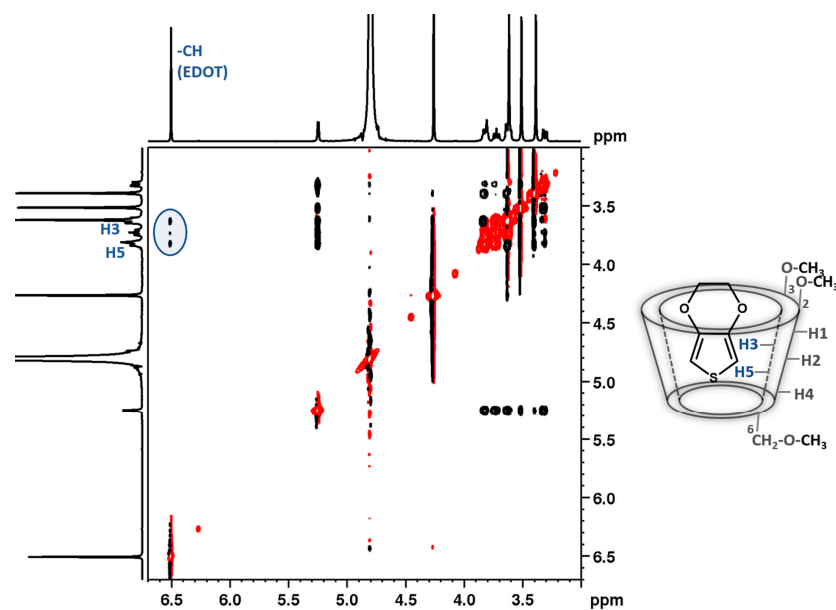 -CH
(EDOT)
ppm
H3
H5
3.5
4.0
4.5
5.0
5.5
6.0
6.5
6.5 6.0 5.5 5.0 4.5 4.0 3.5
ppm
O-CH3
O-CH3
3
2
O O
H3
H5
S
H1
H2
H4
6
CH2-O-CH3